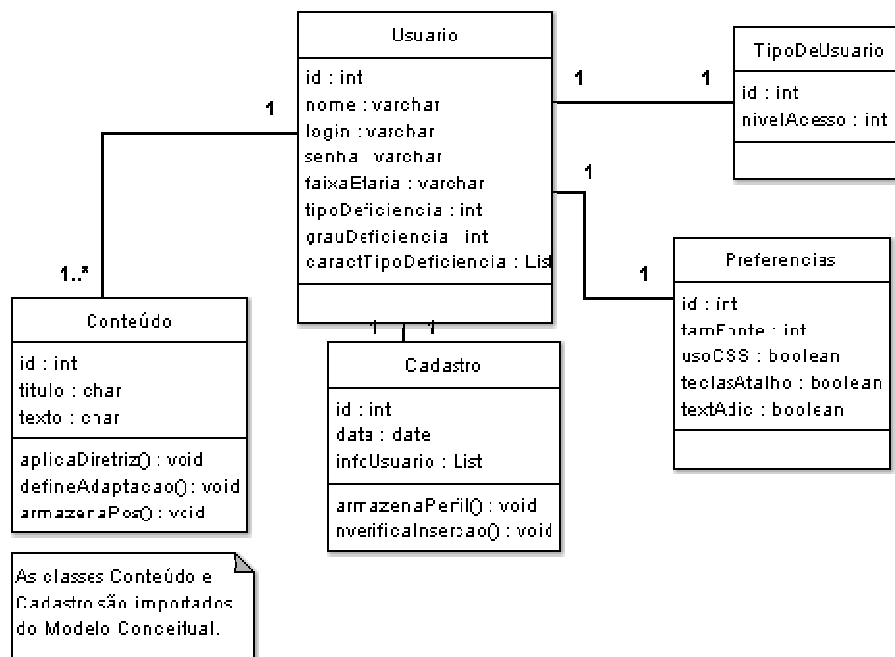 Usuario
id : int
nome : varchar
login : varchar
senha : varchar
faixaEtaria : varchar
tipoDeficiencia : int
grauDeficiencia : int
caractTipoDeficiencia : List
TipoDeUsuario
id : int
nivelAcesso : int
1
1
1
1..*
1
1
1
1
Preferencias
id : int
tamFonte : int
usoCSS : boolean
teclasAtalho : boolean
textAdic : boolean
Conteúdo
id : int
titulo : char
texto : char
aplicaDiretriz() : void
defineAdaptacao() : void
armazenaPos() : void
Cadastro
id : int
data : date
infoUsuario : List
armazenaPerfil() : void
nverificaInsercao() : void
As classes Conteúdo e
Cadastro são importados
do Modelo Conceitual.